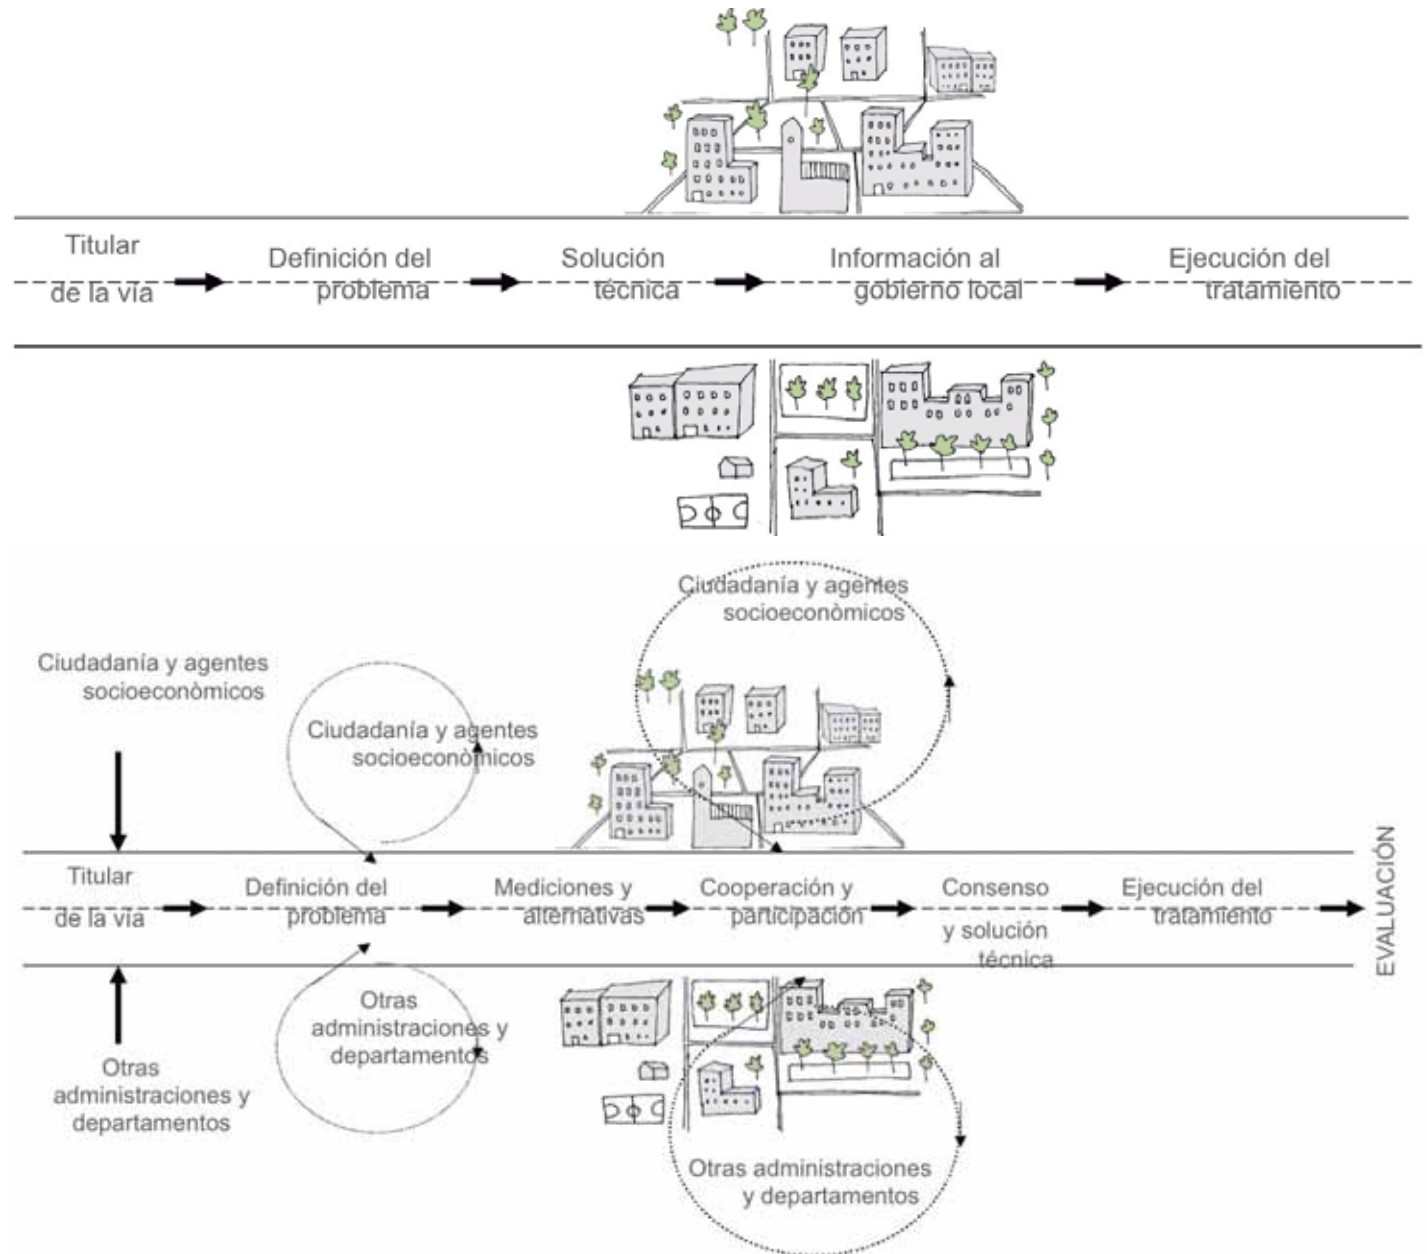 Titular
de la vía
Definición del
problema
Solución
técnica
Información al
gobierno local
Ejecución del
tratamiento
Ciudadanía y agentes
socioeconòmicos
Ciudadanía y agentes
socioeconòmicos
Ciudadanía y agentes
socioeconòmicos
Titular
de la vía
Definición del
problema
Mediciones y
alternativas
Cooperación y
participación
Consenso
y solución
técnica
Ejecución del
tratamiento
EVALUACIÓN
Otras
administraciones y
departamentos
Otras
administraciones y
departamentos
Otras administraciones
y departamentos